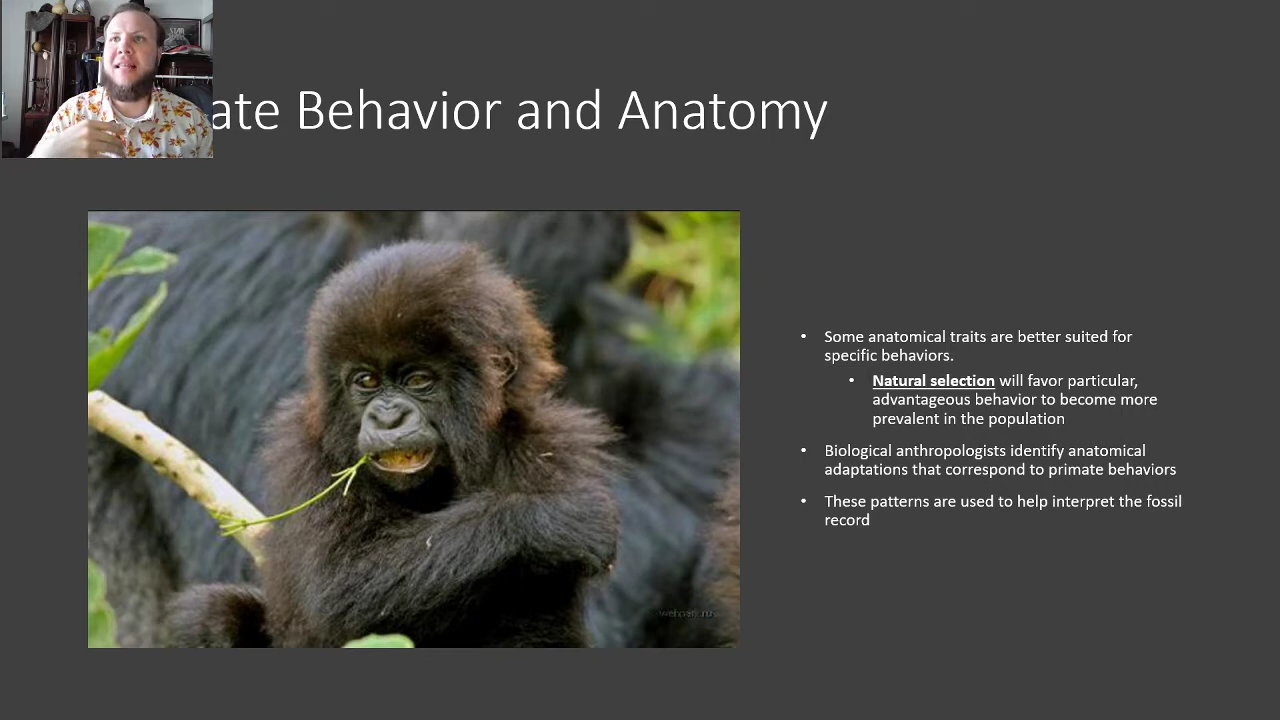 ate Behavior and Anatomy
• Some anatomical traits are better suited for
specific behaviors.
• Natural selection will favor particular,
advantageous behavior to become more
prevalent in the population
• Biological anthropologists identify anatomical
adaptations that correspond to primate behaviors
• These patterns are used to help interpret the fossil
record